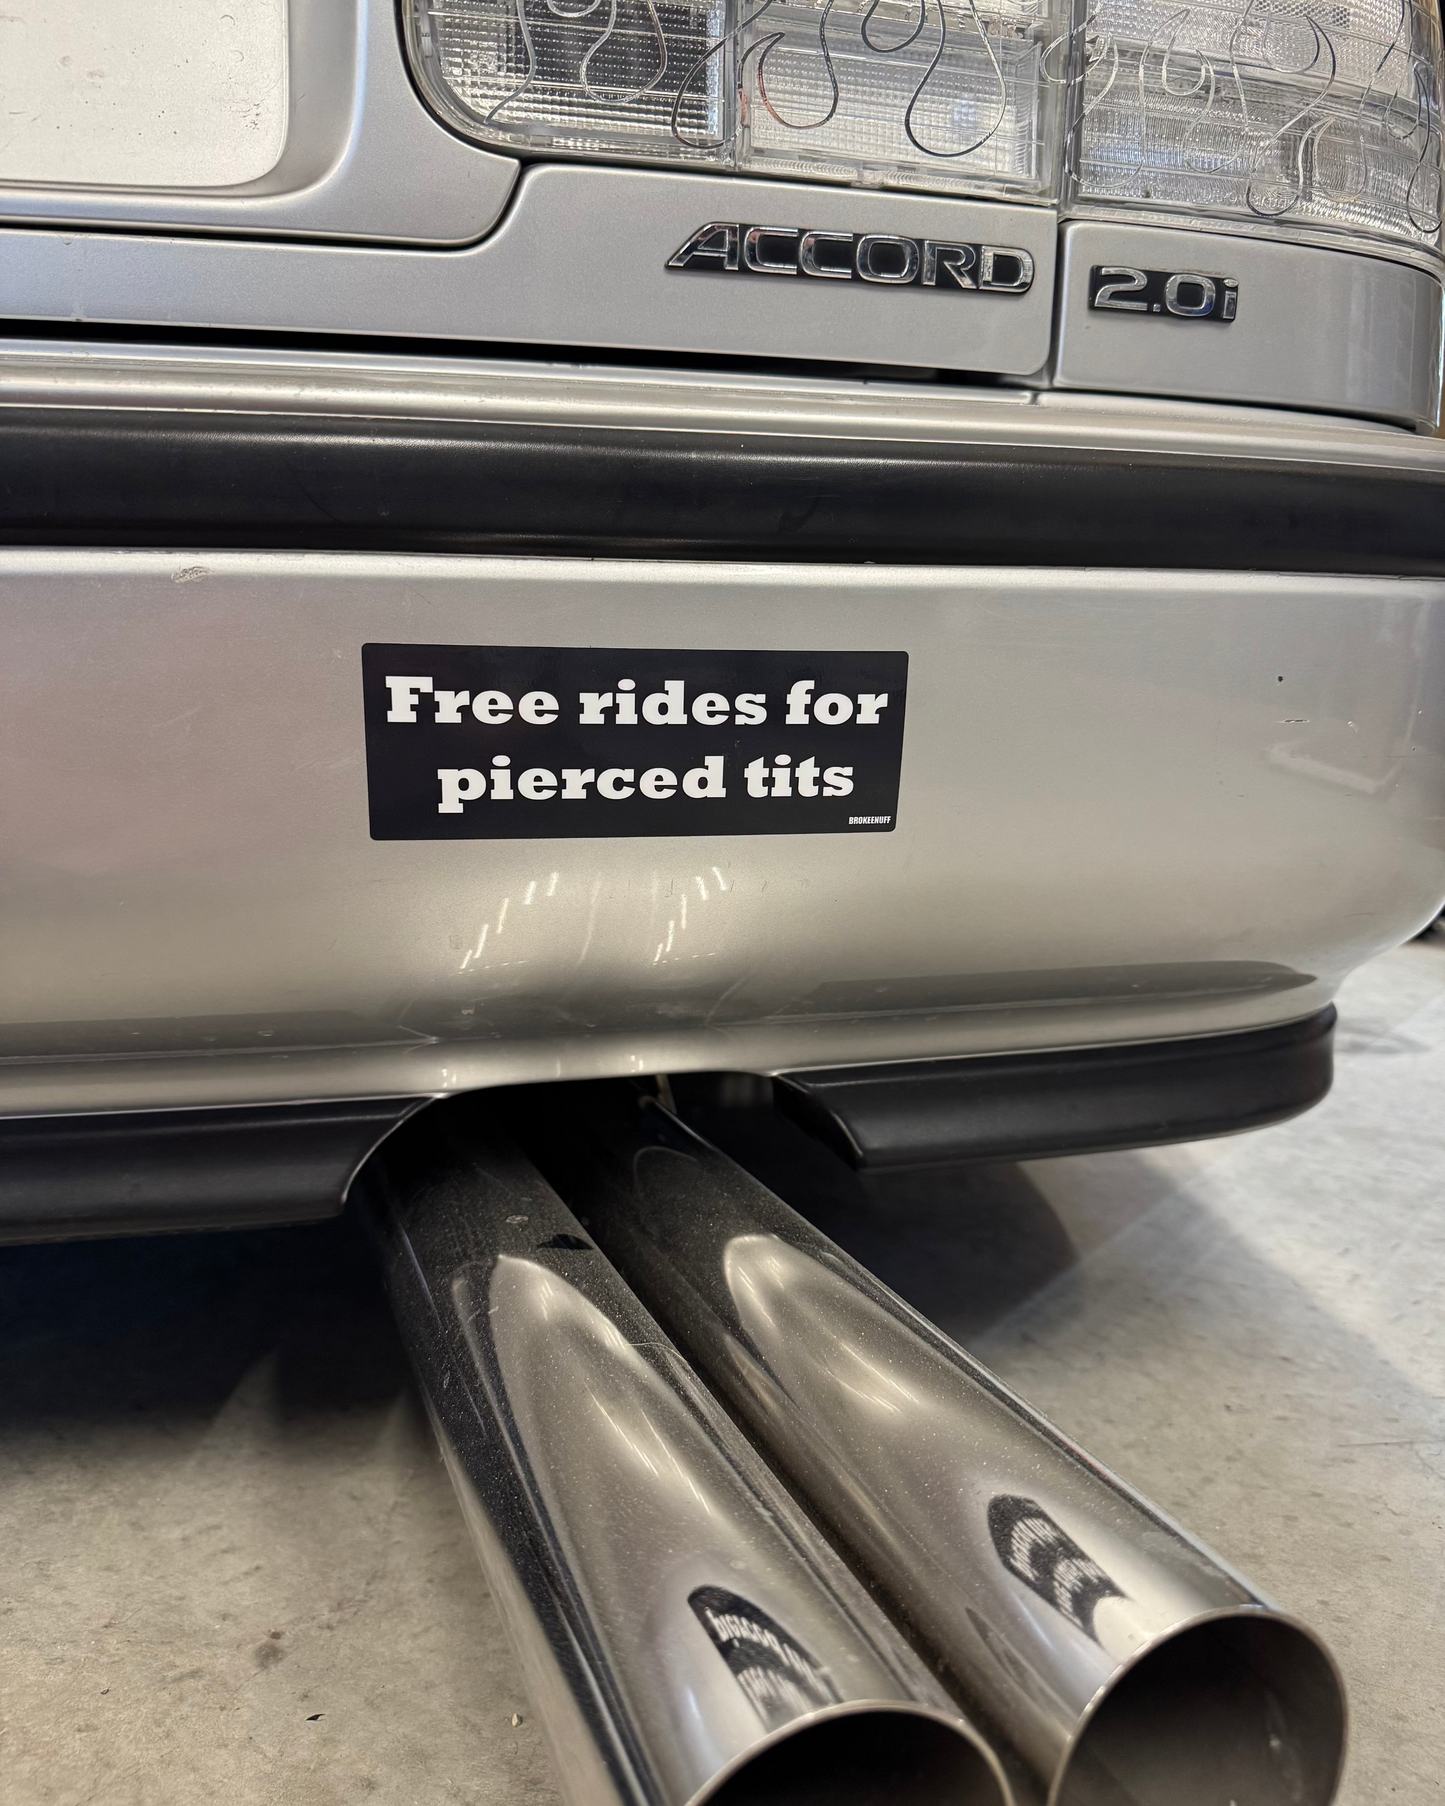 ACCORD
2.0i
Free rides for
pierced tits
BROKEENUFF